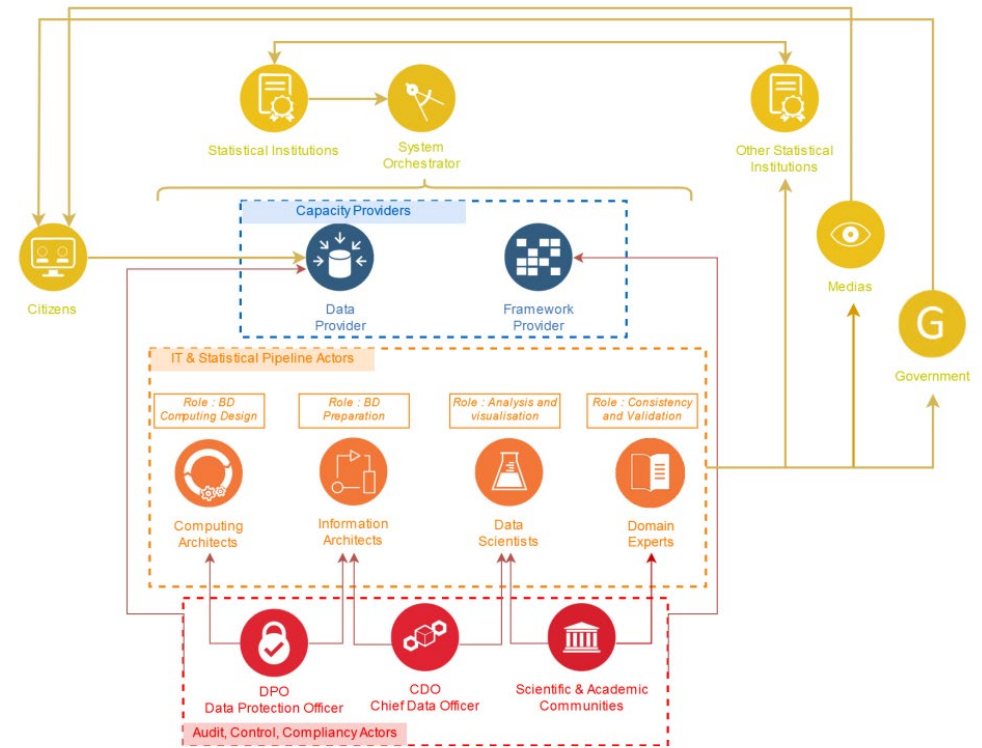 Statistical Institutions
System
Orchestrator
Other Statistical
Institutions
Capacity Providers
Citizens
Data
Provider
Framework
Provider
Medias
G
Government
IT & Statistical Pipeline Actors
Role : BD
Computing Design
Role : BD
Preparation
Role : Analysis and
visualisation
Role : Consistency
and Validation
Computing
Architects
Information
Architects
Data
Scientists
Domain
Experts
DPO
Data Protection Officer
CDO
Chief Data Officer
Scientific & Academic
Communities
Audit, Control, Compliancy Actors